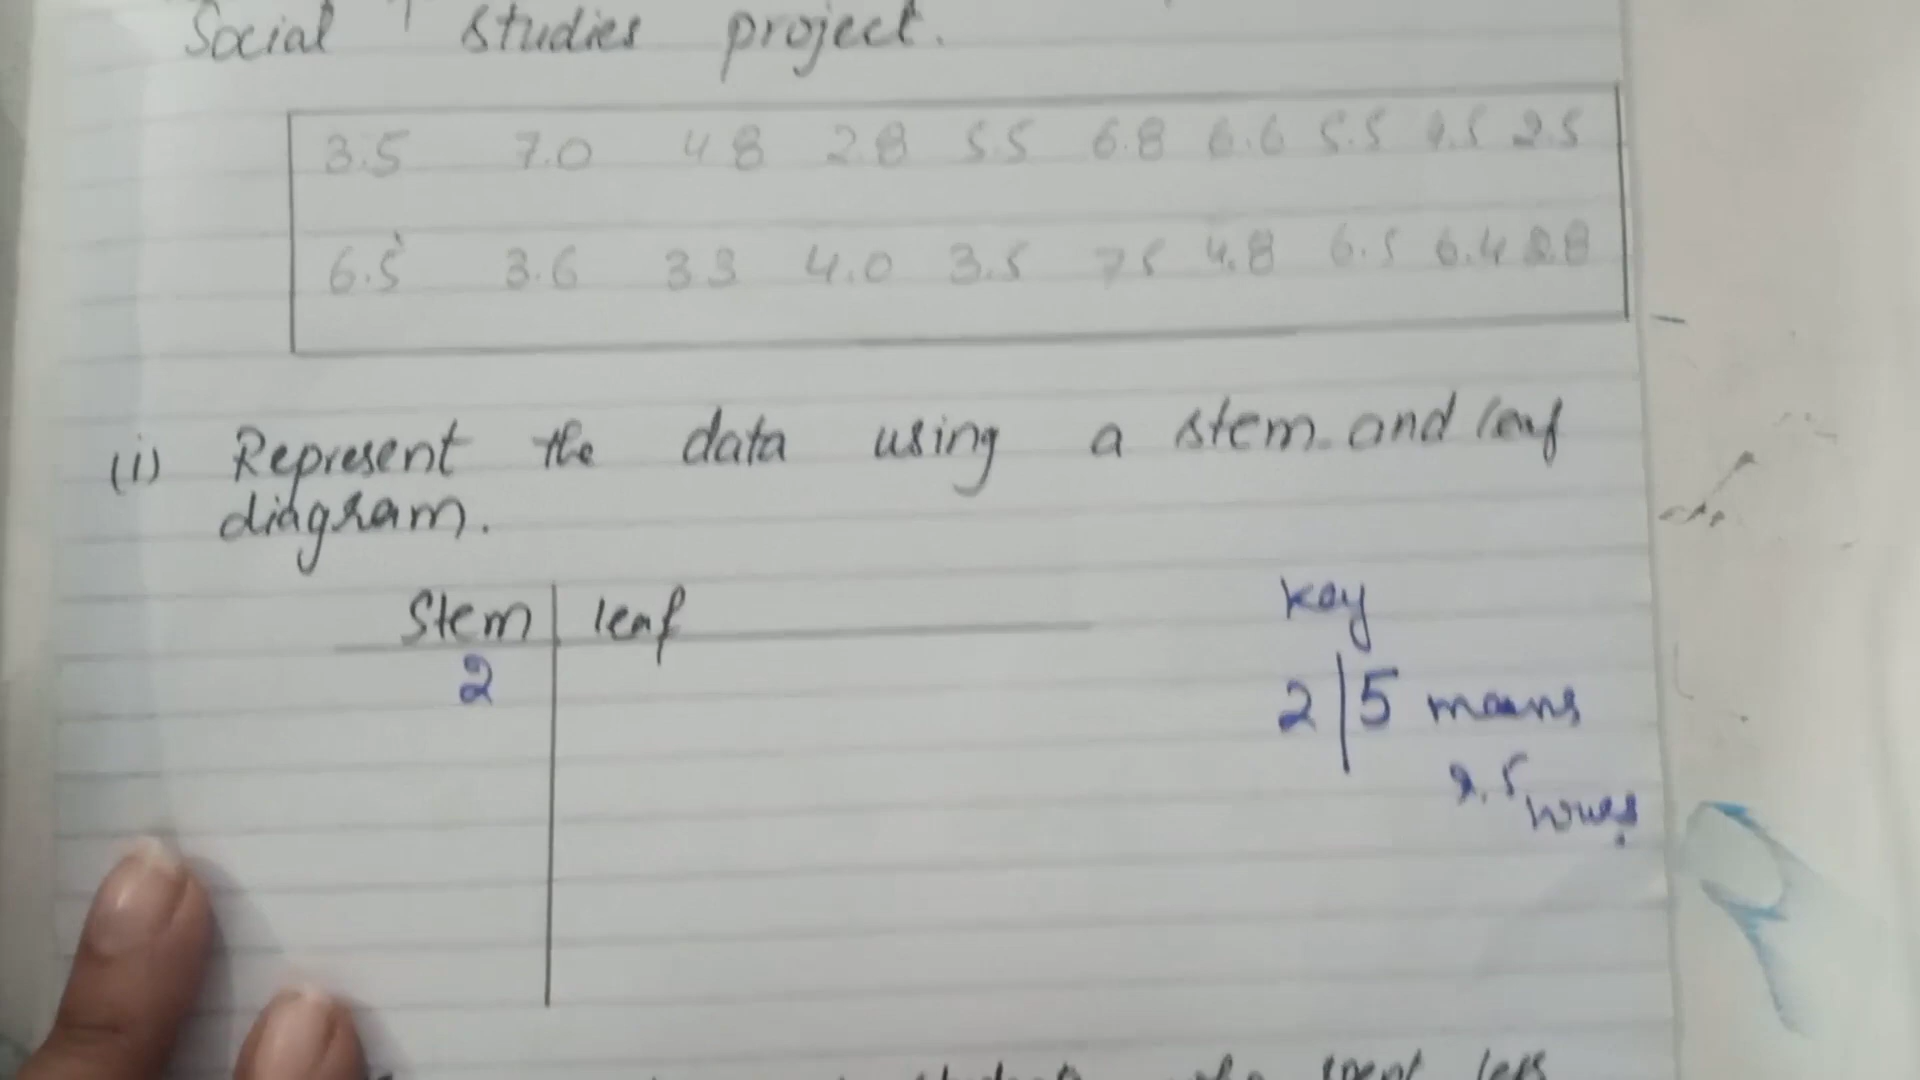 Social studies project.
3.5 7.0 4.8 2.8 5.5 6.8 6.6 5.5 2.5
6.5 3.6 3.3 4.0 3.5 7.5 4.8 6.5 6.4 2.8
(i) Represent the data using a stem and leaf
diagram.
Stem leaf
2
key
2|5 means
2.5
hours
spent less